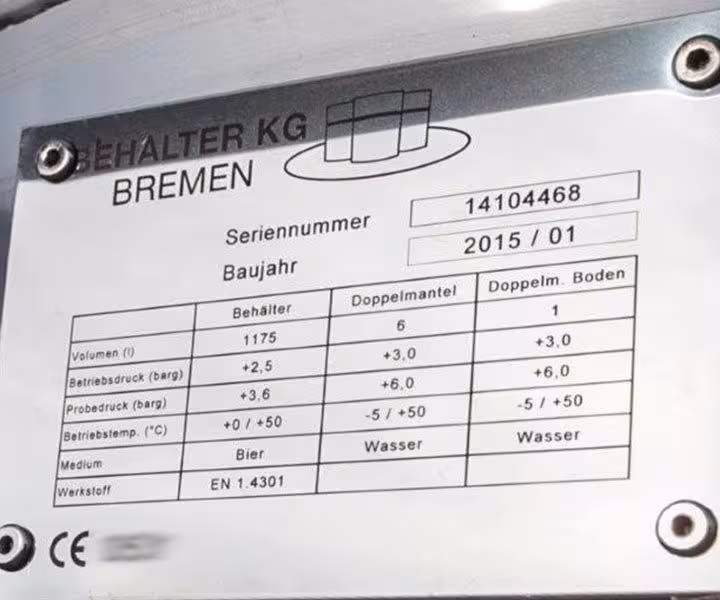 BEHÄLTER KG
BREMEN
Seriennummer 14104468
Baujahr 2015 / 01
Behälter Doppelmantel Doppelm. Boden
Volumen (l) 1175 6 1
Betriebsdruck (barg) +2,5 +3,0 +3,0
Probedruck (barg) +3,6 +6,0 +6,0
Betriebstemp. (°C) +0 / +50 -5 / +50 -5 / +50
Medium Bier Wasser Wasser
Werkstoff EN 1.4301
CE